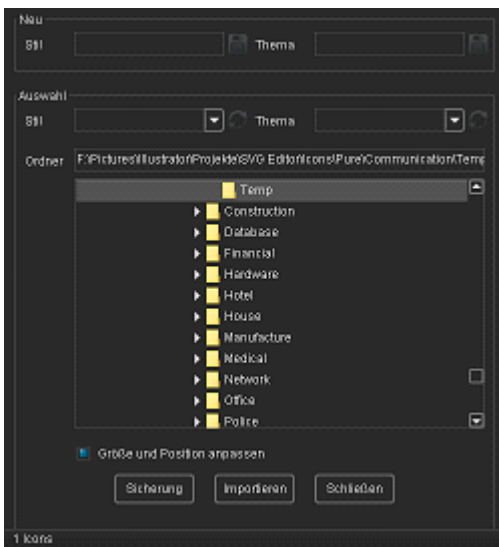 Neu
Stil Thema
Auswahl
Stil Thema
Ordner F:\Pictures\Illustrator\Projekte\SVG Editor\Icons\Pure\Communication\Temp
Temp
Construction
Database
Financial
Hardware
Hotel
House
Manufacture
Medical
Network
Office
Police
Größe und Position anpassen
Sicherung Importieren Schließen
1 Icons